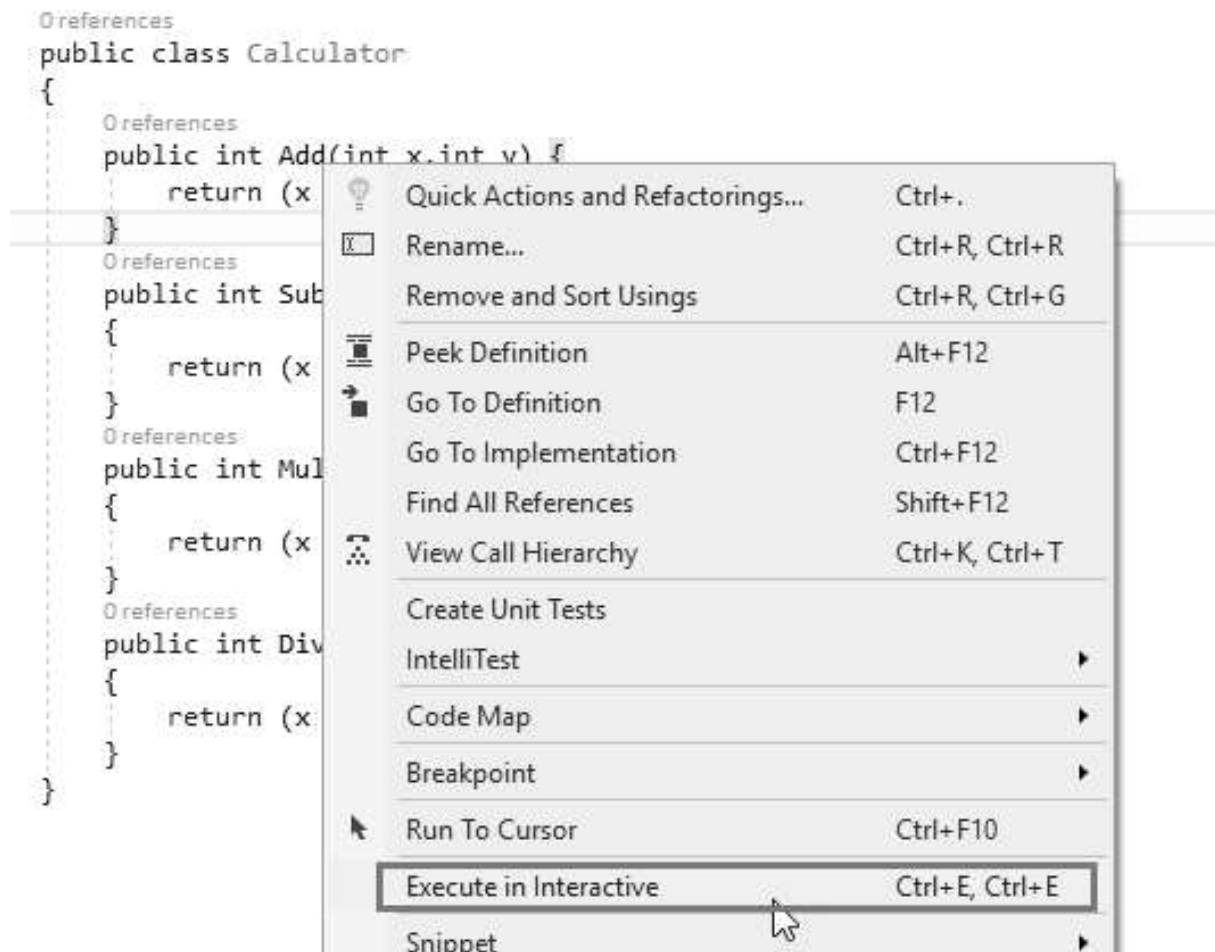 0 references
public class Calculator
{
0 references
public int Add(int x,int y) {
return (x
}
0 references
public int Sub
{
return (x
}
0 references
public int Mul
{
return (x
}
0 references
public int Div
{
return (x
}
}
Quick Actions and Refactorings... Ctrl+.
Rename... Ctrl+R, Ctrl+R
Remove and Sort Usings Ctrl+R, Ctrl+G
Peek Definition Alt+F12
Go To Definition F12
Go To Implementation Ctrl+F12
Find All References Shift+F12
View Call Hierarchy Ctrl+K, Ctrl+T
Create Unit Tests
IntelliTest
Code Map
Breakpoint
Run To Cursor Ctrl+F10
Execute in Interactive Ctrl+E, Ctrl+E
Snippet